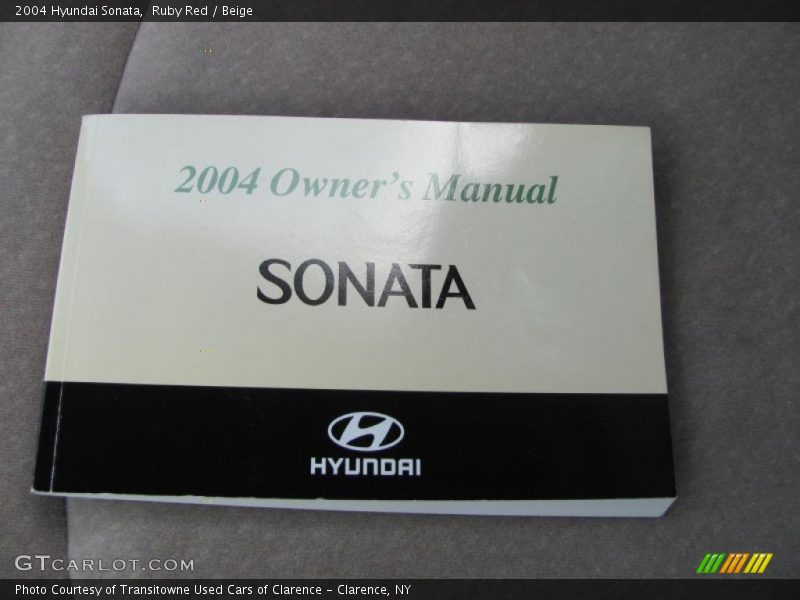 2004 Hyundai Sonata, Ruby Red / Beige
2004 Owner's Manual
SONATA
HYUNDAI
GTCARLOT.COM
Photo Courtesy of Transitowne Used Cars of Clarence - Clarence, NY